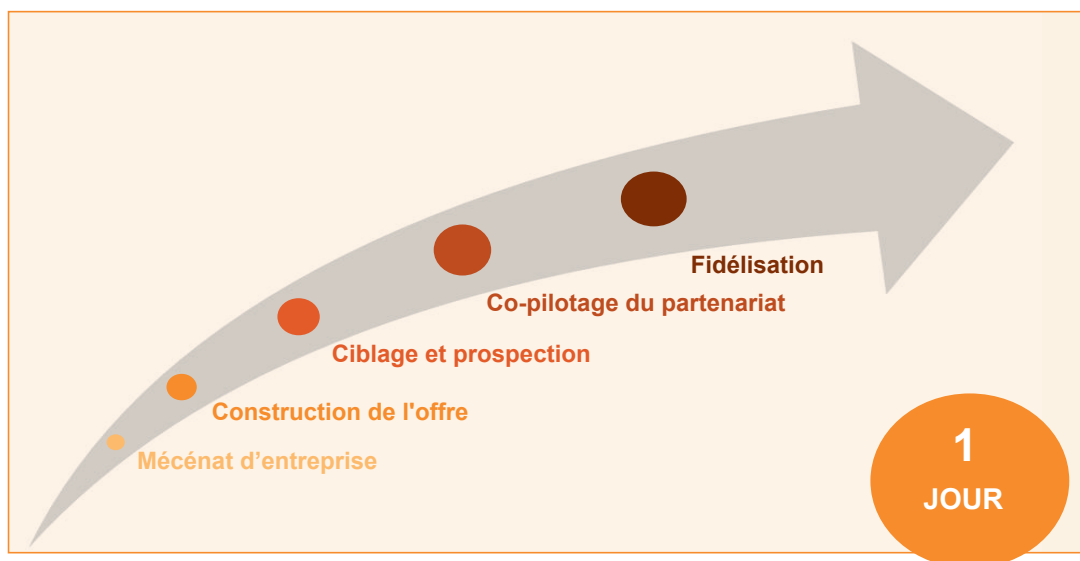 Fidélisation
Co-pilotage du partenariat
Ciblage et prospection
Construction de l'offre
Mécénat d’entreprise
1
JOUR